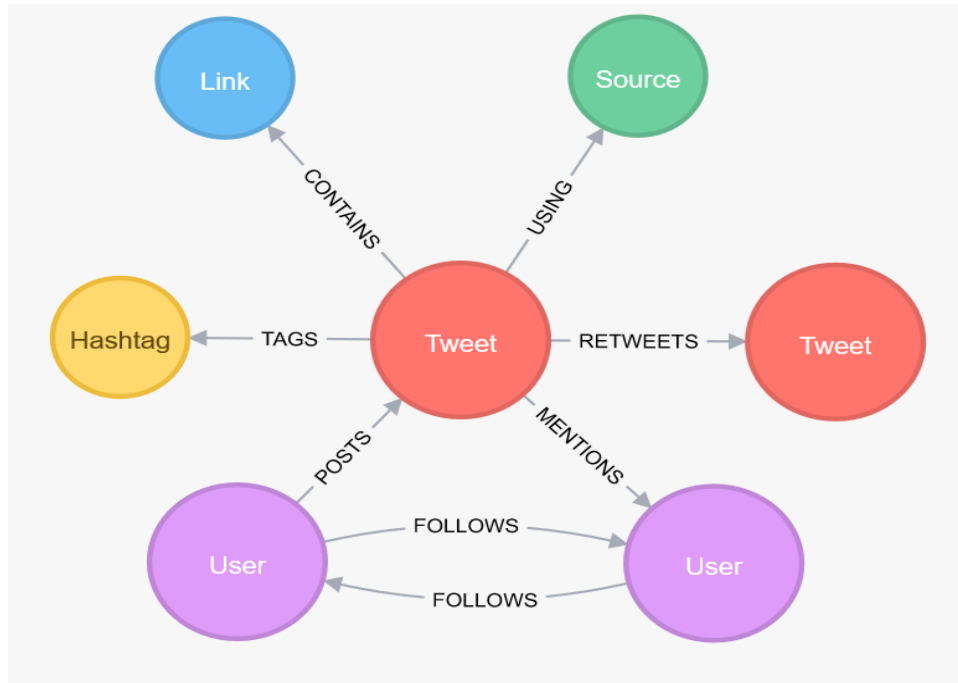 Link
Source
CONTAINS
USING
Hashtag
TAGS
Tweet
RETWEETS
Tweet
POSTS
MENTIONS
User
FOLLOWS
FOLLOWS
User